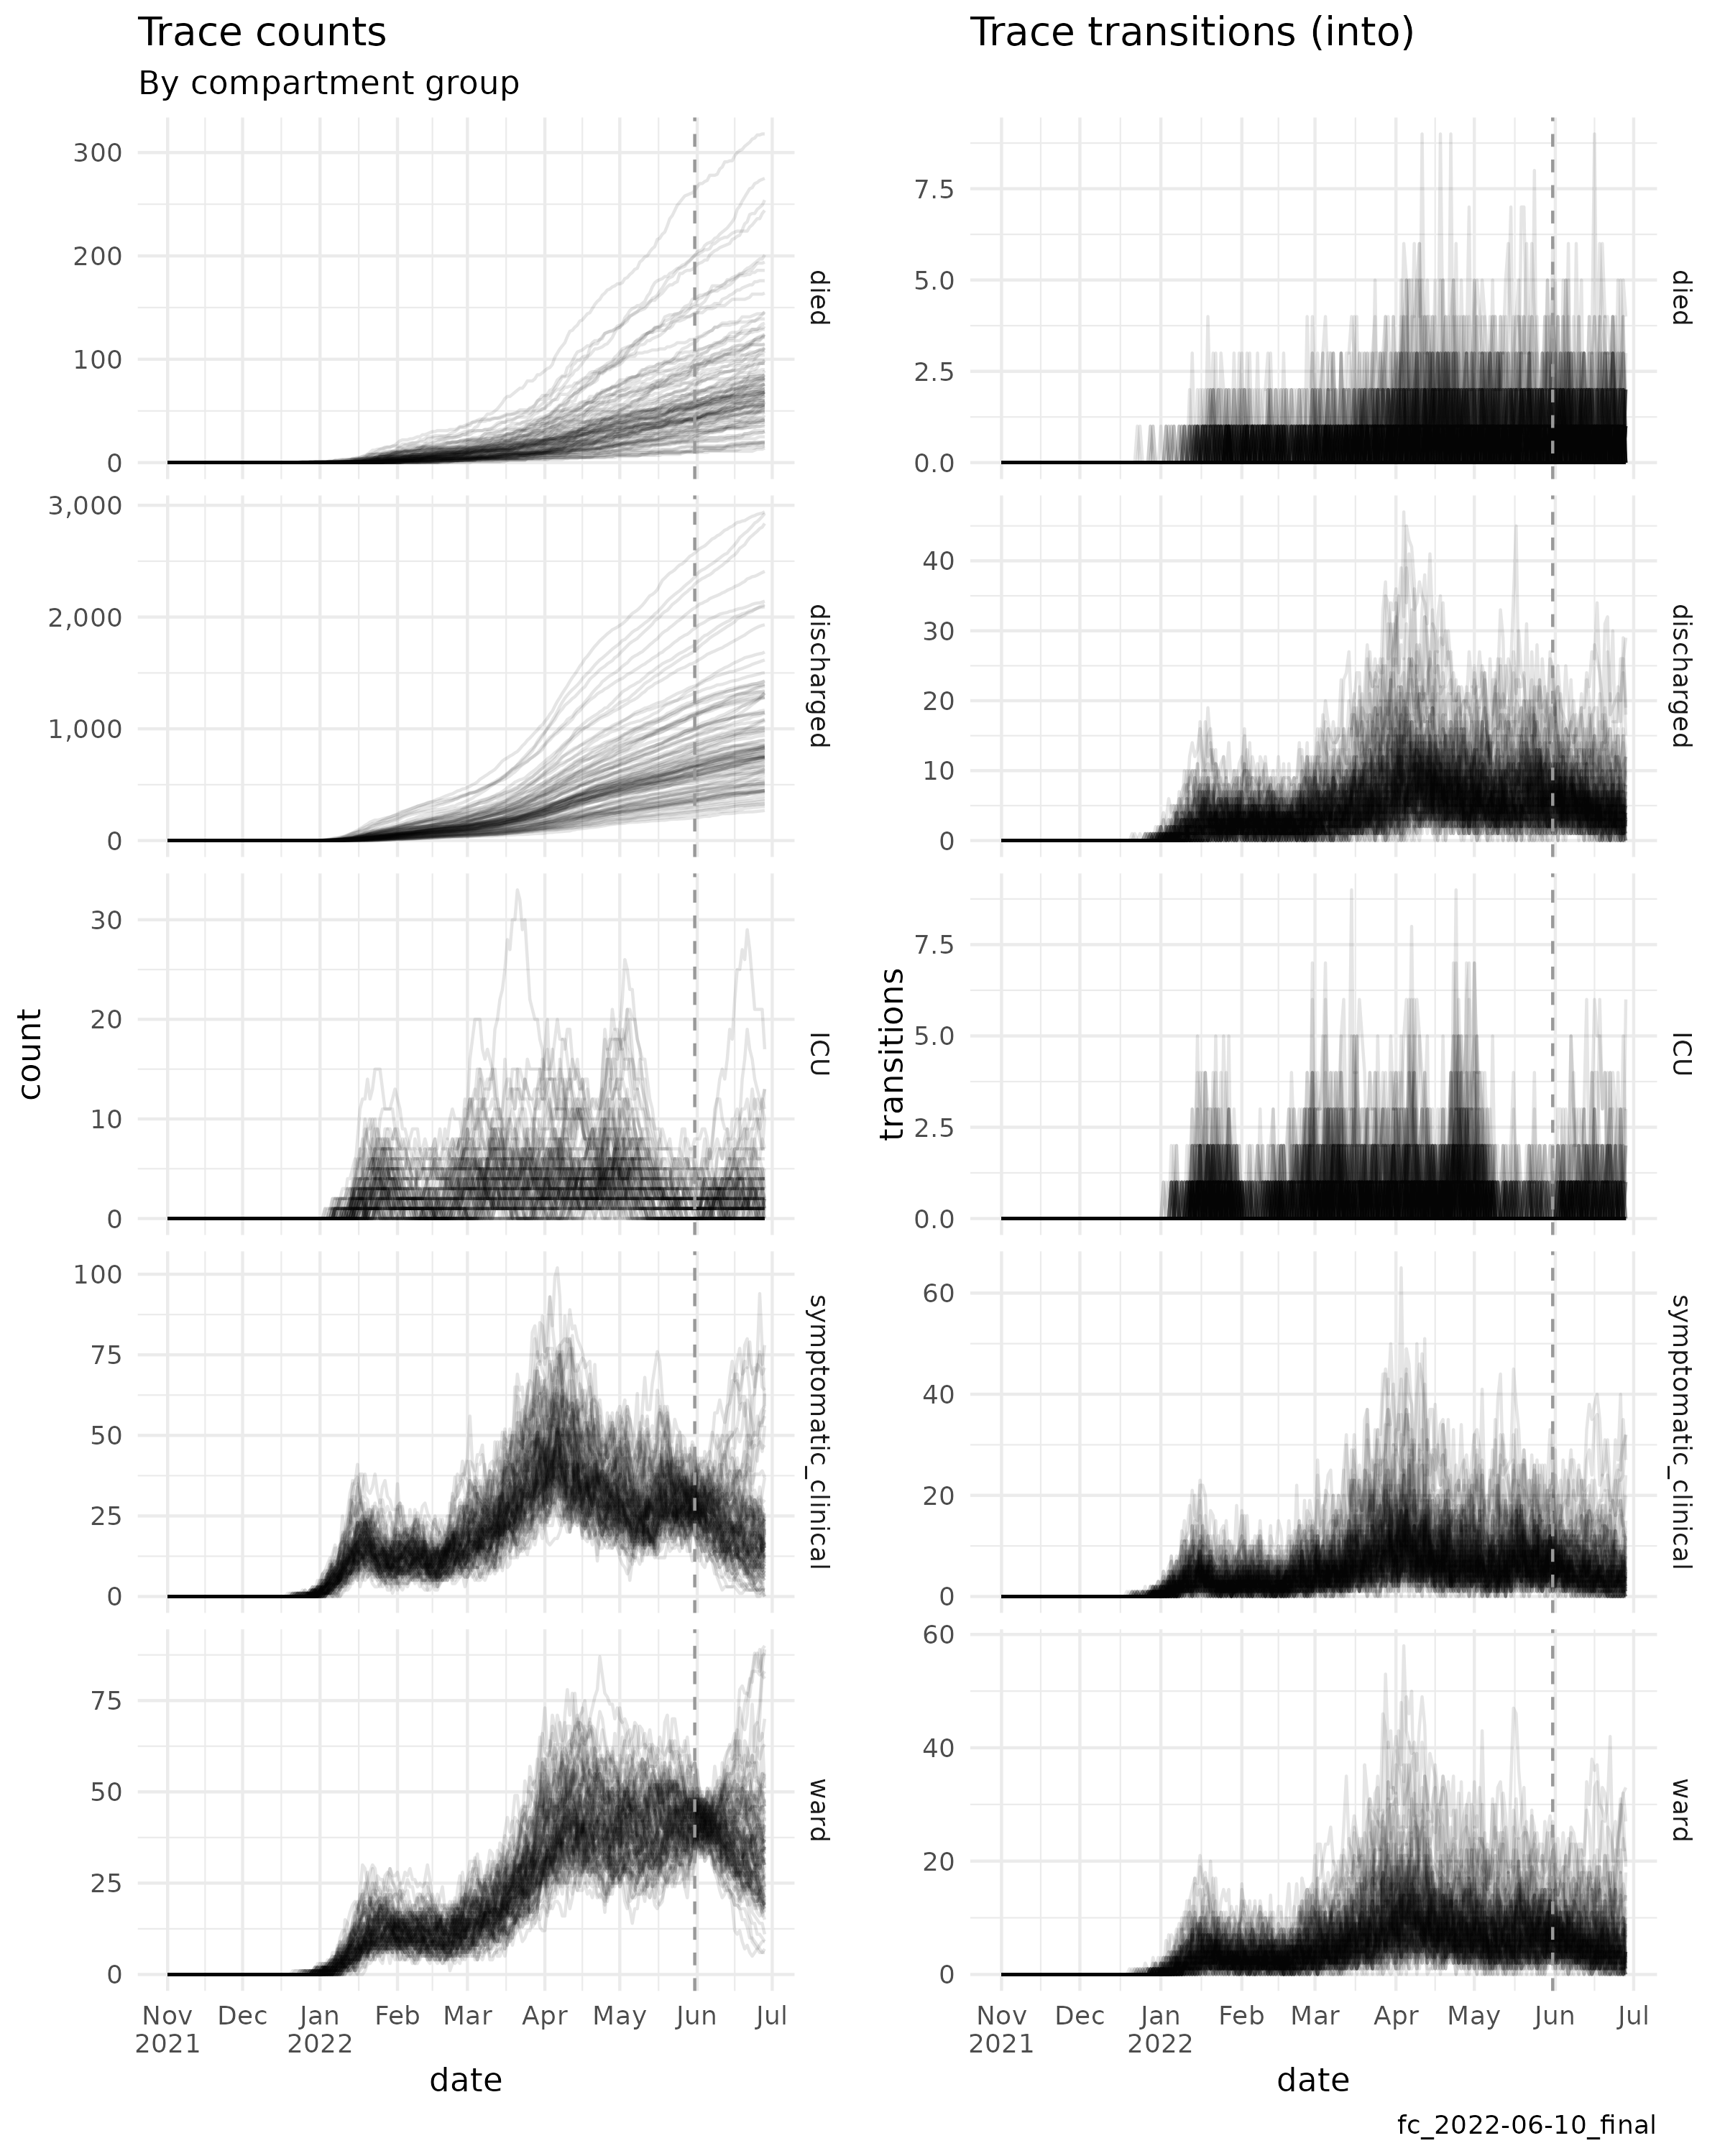 Trace counts
By compartment group
Trace transitions (into)
300
200
100
0
died
7.5
5.0
2.5
0.0
died
3,000
2,000
1,000
0
discharged
40
30
20
10
0
discharged
count
30
20
10
0
ICU
transitions
7.5
5.0
2.5
0.0
ICU
100
75
50
25
0
symptomatic_clinical
60
40
20
0
symptomatic_clinical
75
50
25
0
ward
60
40
20
0
ward
Nov Dec Jan Feb Mar Apr May Jun Jul
2021 2022
date
Nov Dec Jan Feb Mar Apr May Jun Jul
2021 2022
date
fc_2022-06-10_final